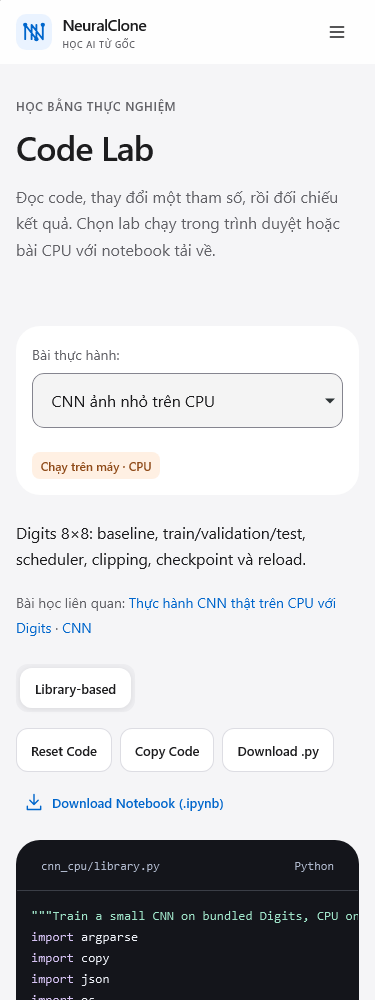 NeuralClone
HỌC AI TỪ GỐC
HỌC BẰNG THỰC NGHIỆM
Code Lab
Đọc code, thay đổi một tham số, rồi đối chiếu
kết quả. Chọn lab chạy trong trình duyệt hoặc
bài CPU với notebook tải về.
Bài thực hành:
CNN ảnh nhỏ trên CPU
Chạy trên máy · CPU
Digits 8×8: baseline, train/validation/test,
scheduler, clipping, checkpoint và reload.
Bài học liên quan: Thực hành CNN thật trên CPU với
Digits · CNN
Library-based
Reset Code
Copy Code
Download .py
Download Notebook (.ipynb)
cnn_cpu/library.py
Python
"""Train a small CNN on bundled Digits, CPU on
import argparse
import copy
import json
import os